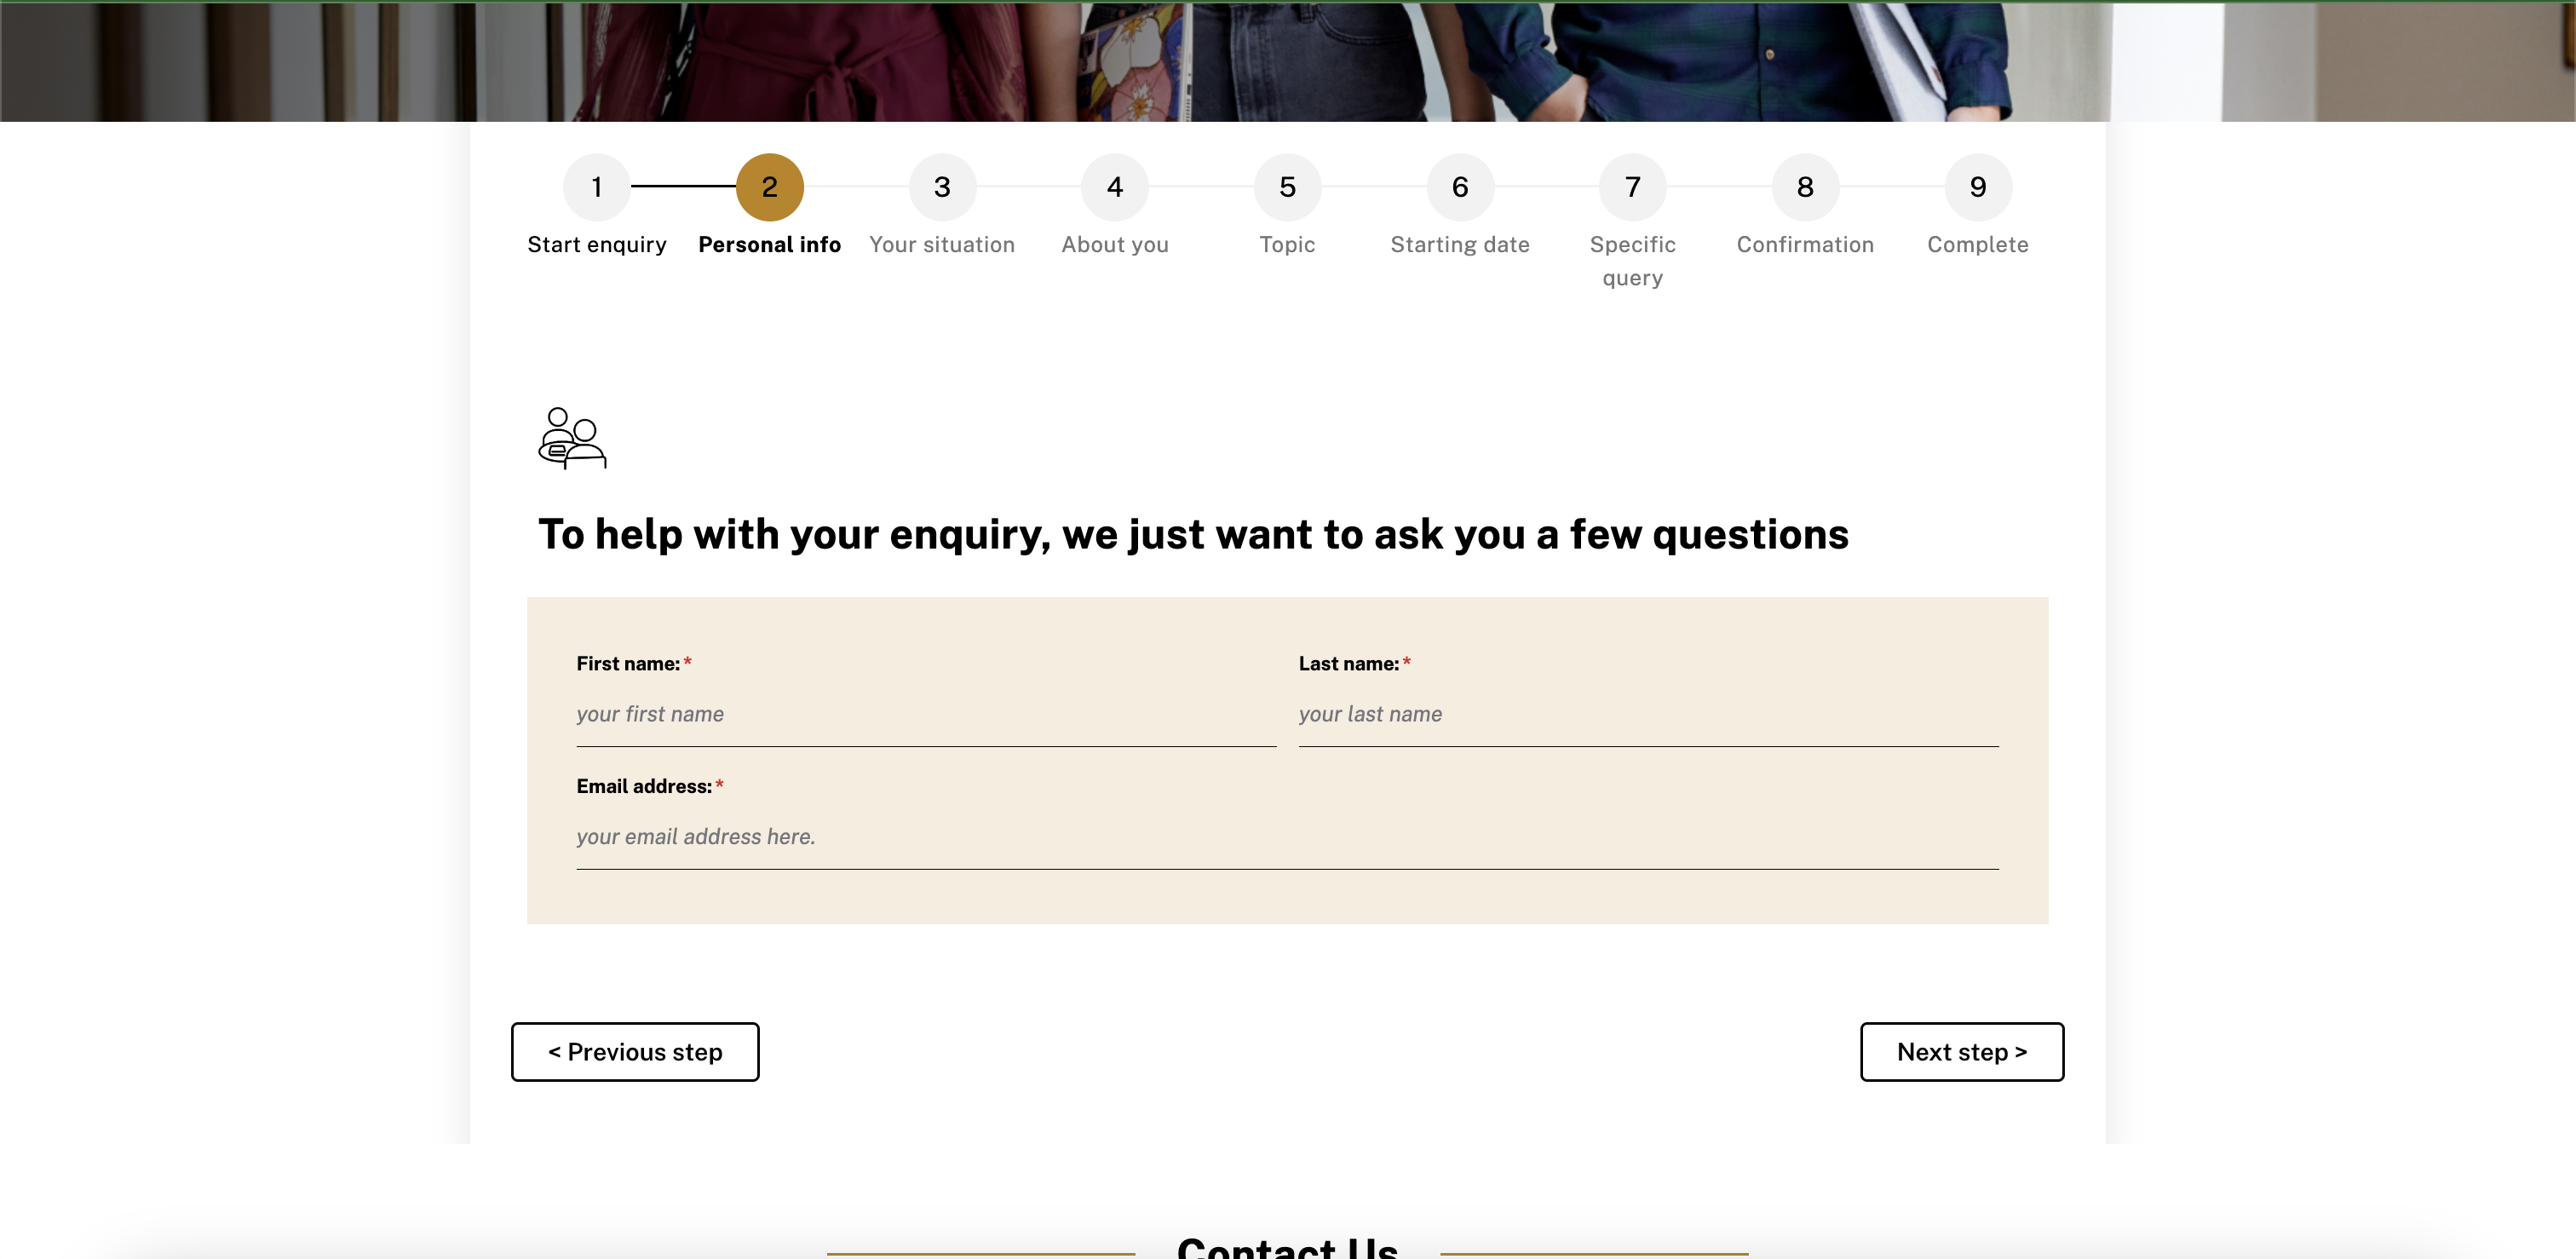 1 2 3 4 5 6 7 8 9
Start enquiry Personal info Your situation About you Topic Starting date Specific query Confirmation Complete
To help with your enquiry, we just want to ask you a few questions
First name:* Last name:*
your first name your last name
Email address:*
your email address here.
< Previous step Next step >
Contact Us